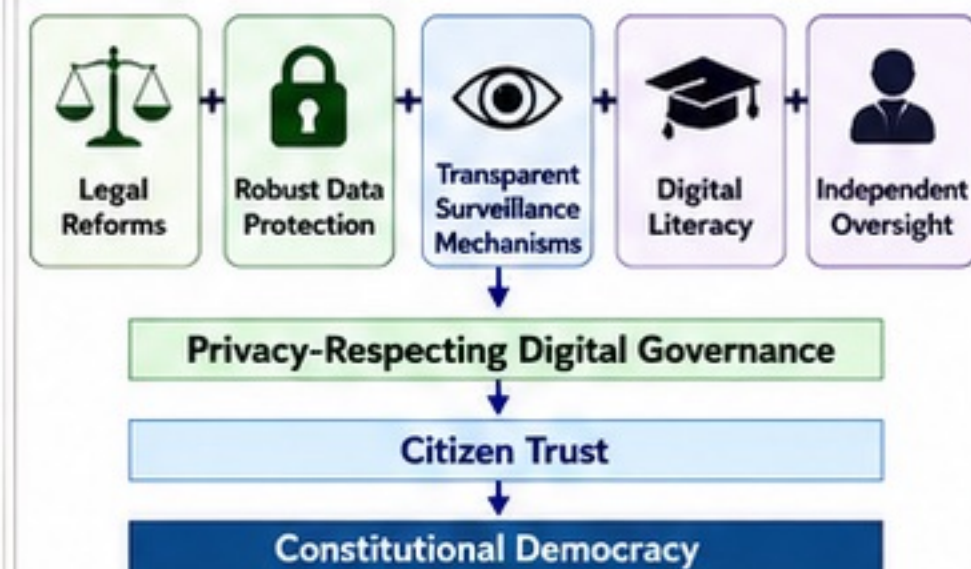 Legal
Reforms
+
Robust Data
Protection
+
Transparent
Surveillance
Mechanisms
+
Digital
Literacy
+
Independent
Oversight
Privacy-Respecting Digital Governance
Citizen Trust
Constitutional Democracy